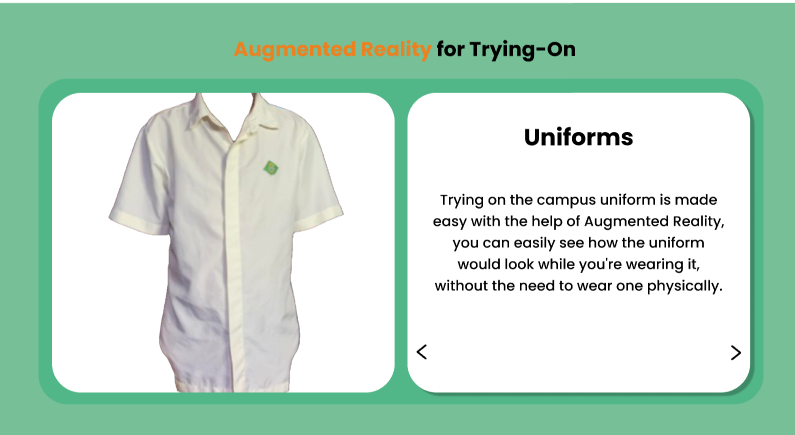 Augmented Reality for Trying-On
Uniforms
Trying on the campus uniform is made
easy with the help of Augmented Reality,
you can easily see how the uniform
would look while you're wearing it,
without the need to wear one physically.